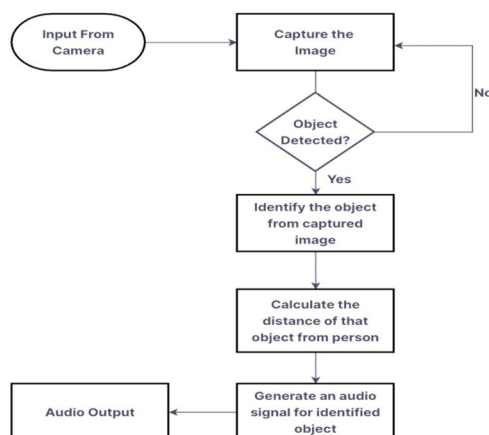 Input From
Camera
Capture the
Image
Object
Detected?
No
Yes
Identify the object
from captured
image
Calculate the
distance of that
object from person
Generate an audio
signal for identified
object
Audio Output